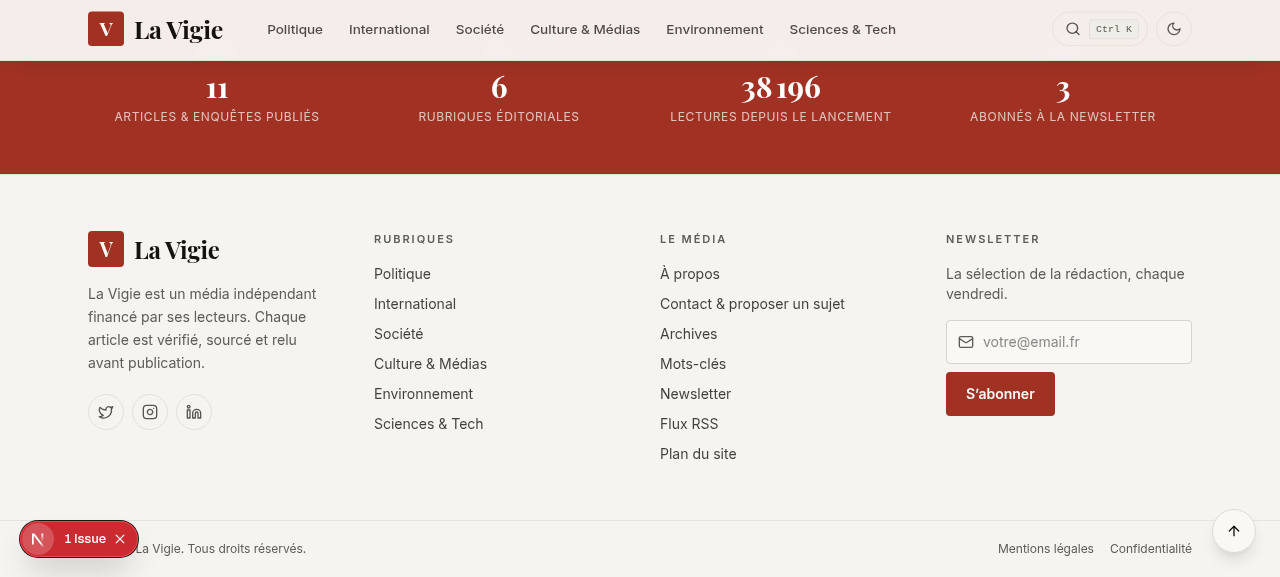 V La Vigie
Politique International Société Culture & Médias Environnement Sciences & Tech
Ctrl K
11 6 38 196 3
ARTICLES & ENQUÊTES PUBLIÉS RUBRIQUES ÉDITORIALES LECTURES DEPUIS LE LANCEMENT ABONNÉS À LA NEWSLETTER
V La Vigie
La Vigie est un média indépendant
financé par ses lecteurs. Chaque
article est vérifié, sourcé et relu
avant publication.
RUBRIQUES
Politique
International
Société
Culture & Médias
Environnement
Sciences & Tech
LE MÉDIA
À propos
Contact & proposer un sujet
Archives
Mots-clés
Newsletter
Flux RSS
Plan du site
NEWSLETTER
La sélection de la rédaction, chaque
vendredi.
votre@email.fr
S’abonner
N 1 Issue
La Vigie. Tous droits réservés.
Mentions légales Confidentialité